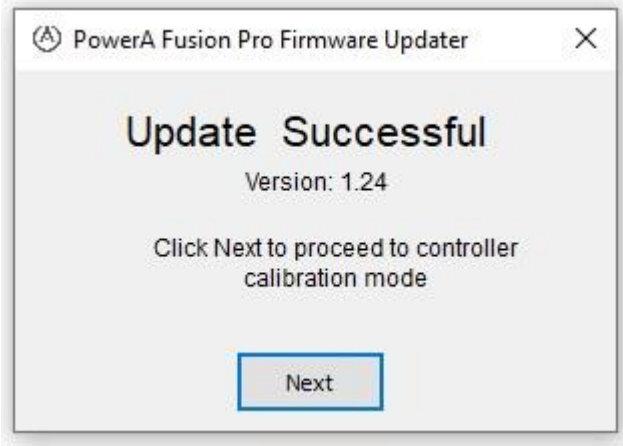 PowerA Fusion Pro Firmware Updater
Update Successful
Version: 1.24
Click Next to proceed to controller
calibration mode
Next